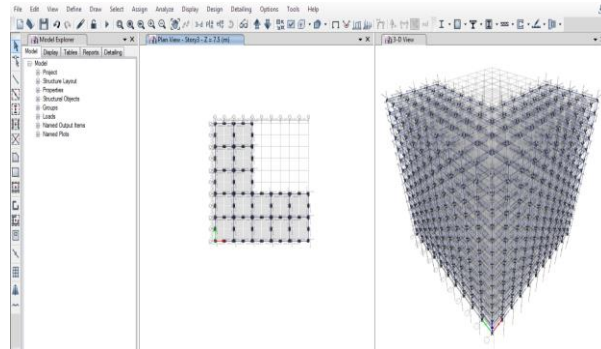 File Edit View Define Draw Select Assign Analyze Display Design Detailing Options Tools Help
Model Explorer
Model Display Tables Reports Detailing
Model
Project
Structure Layout
Properties
Structural Objects
Groups
Loads
Named Output Items
Named Plots
Plan View - Story3 - Z = 7.5 (m)
3-D View